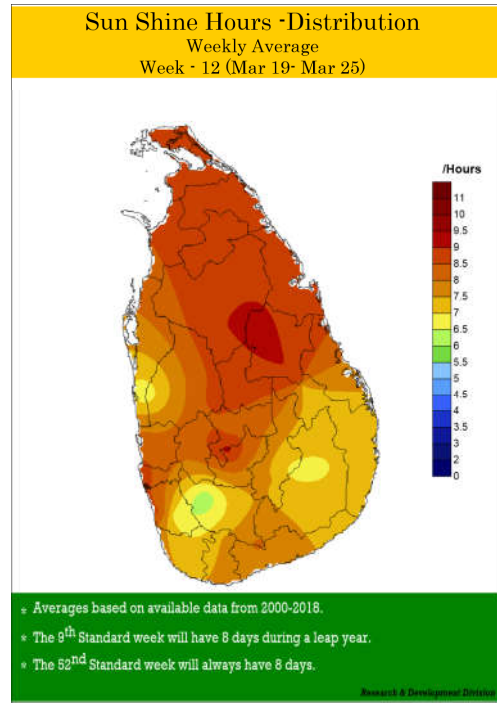 Sun Shine Hours -Distribution
Weekly Average
Week - 12 (Mar 19- Mar 25)
/Hours
11
10
9.5
9
8.5
8
7.5
7
6.5
6
5.5
5
4.5
4
3.5
3
2
0
* Averages based on available data from 2000-2018.
* The 9th Standard week will have 8 days during a leap year.
* The 52nd Standard week will always have 8 days.
Research & Development Division